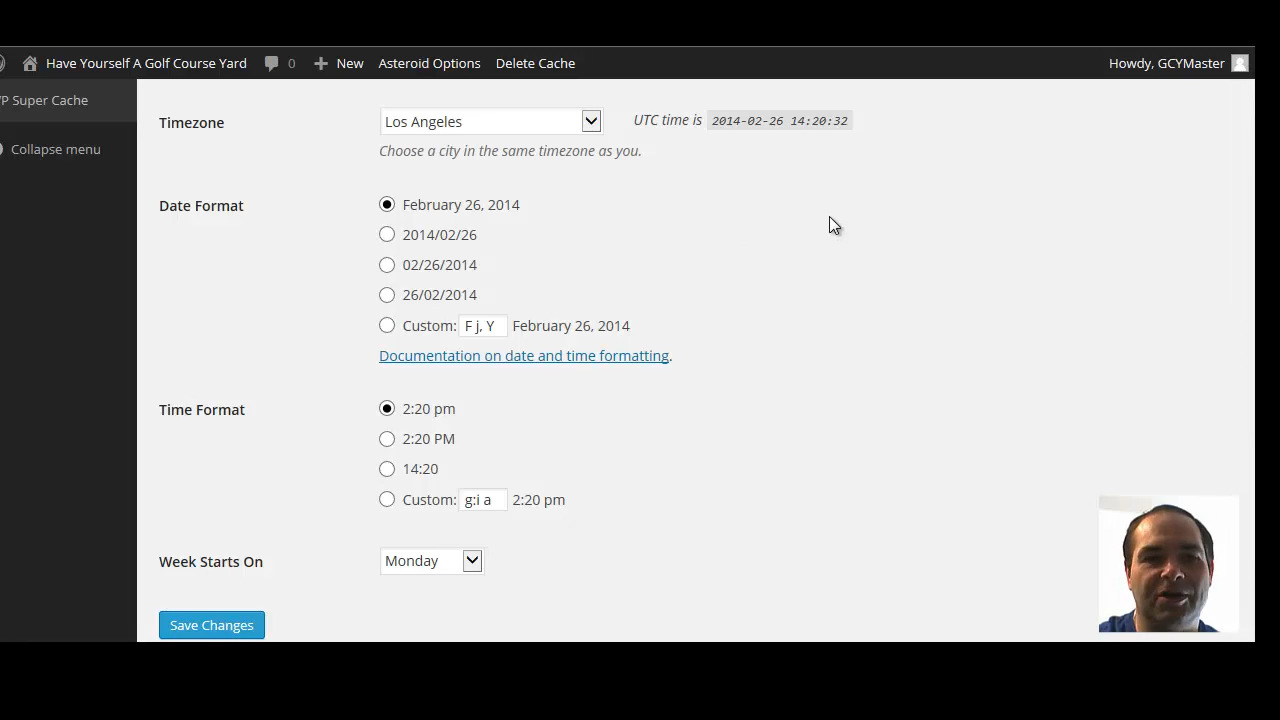 Have Yourself A Golf Course Yard 0 New Asteroid Options Delete Cache Howdy, GCYMaster
P Super Cache
Collapse menu
Timezone Los Angeles UTC time is 2014-02-26 14:20:32
Choose a city in the same timezone as you.
Date Format February 26, 2014
2014/02/26
02/26/2014
26/02/2014
Custom: F j, Y February 26, 2014
Documentation on date and time formatting.
Time Format 2:20 pm
2:20 PM
14:20
Custom: g:i a 2:20 pm
Week Starts On Monday
Save Changes